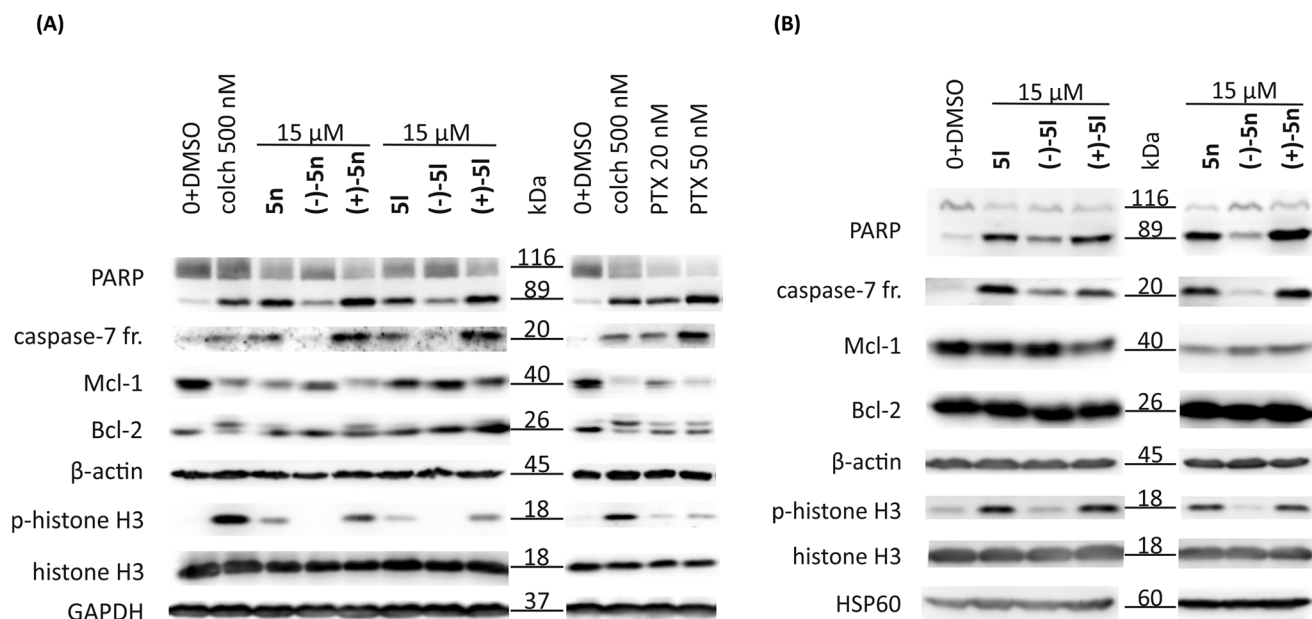 (A)
0+DMSO
colch 500 nM
15 µM
5n
(-)-5n
(+)-5n
15 µM
5l
(-)-5l
(+)-5l
kDa
0+DMSO
colch 500 nM
PTX 20 nM
PTX 50 nM
PARP
116
89
caspase-7 fr.
20
Mcl-1
40
Bcl-2
26
β-actin
45
p-histone H3
18
histone H3
18
GAPDH
37
(B)
0+DMSO
15 µM
5l
(-)-5l
(+)-5l
kDa
15 µM
5n
(-)-5n
(+)-5n
PARP
116
89
caspase-7 fr.
20
Mcl-1
40
Bcl-2
26
β-actin
45
p-histone H3
18
histone H3
18
HSP60
60